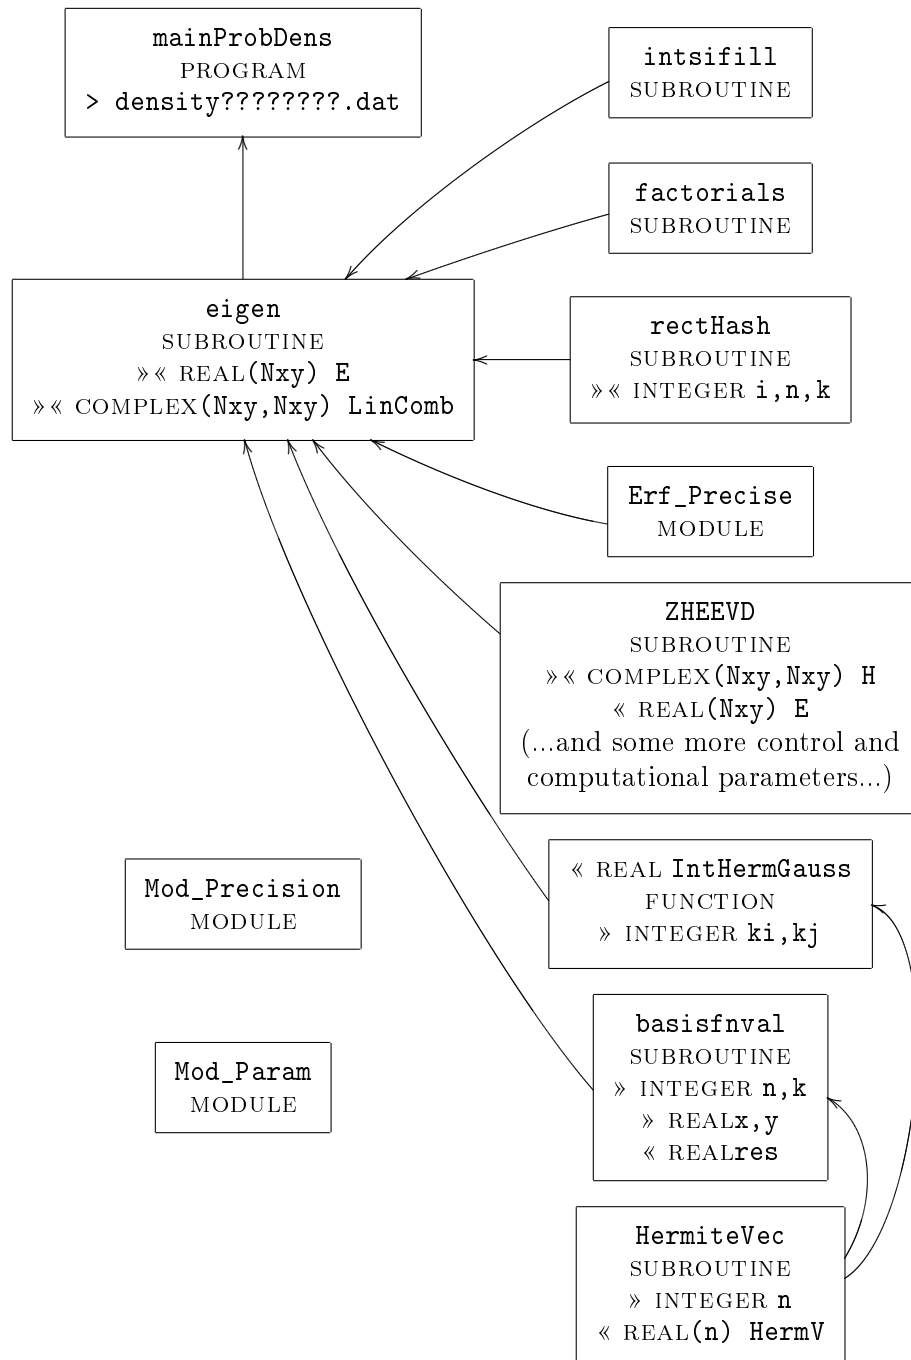 mainProbDens
PROGRAM
> density????????.dat
intsifill
SUBROUTINE
factorials
SUBROUTINE
eigen
SUBROUTINE
»« REAL(Nxy) E
»« COMPLEX(Nxy,Nxy) LinComb
rectHash
SUBROUTINE
»« INTEGER i,n,k
Erf_Precise
MODULE
ZHEEVD
SUBROUTINE
»« COMPLEX(Nxy,Nxy) H
« REAL(Nxy) E
(...and some more control and
computational parameters...)
« REAL IntHermGauss
FUNCTION
» INTEGER ki,kj
Mod_Precision
MODULE
basisfnval
SUBROUTINE
» INTEGER n,k
» REALx,y
« REALres
Mod_Param
MODULE
HermiteVec
SUBROUTINE
» INTEGER n
« REAL(n) HermV